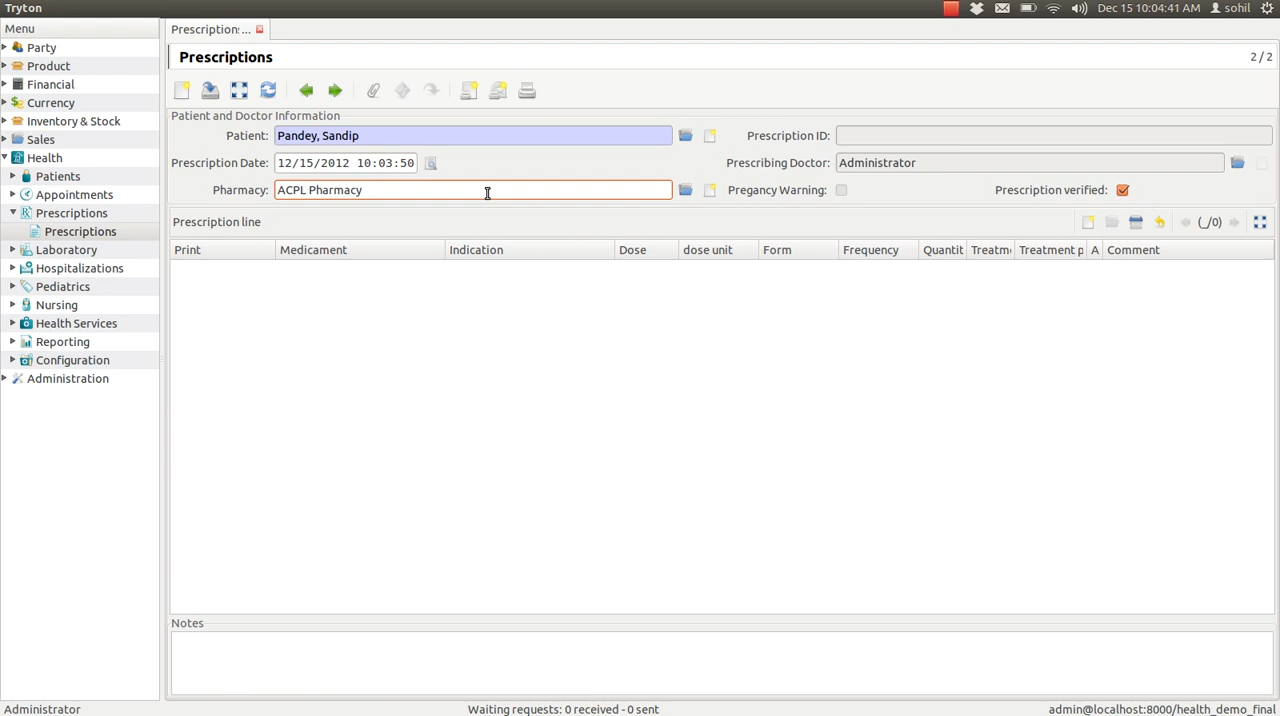 Tryton
Dec 15 10:04:41 AM
sohil
Menu
Party
Product
Financial
Currency
Inventory & Stock
Sales
Health
Patients
Appointments
Prescriptions
Prescriptions
Laboratory
Hospitalizations
Pediatrics
Nursing
Health Services
Reporting
Configuration
Administration
Prescription: ...
Prescriptions
2/2
Patient and Doctor Information
Patient: Pandey, Sandip
Prescription ID:
Prescription Date: 12/15/2012 10:03:50
Prescribing Doctor: Administrator
Pharmacy: ACPL Pharmacy
Pregancy Warning:
Prescription verified:
Prescription line
(_/0)
Print Medicament Indication Dose dose unit Form Frequency Quantit Treatm Treatment p A Comment
Notes
Administrator
Waiting requests: 0 received - 0 sent
admin@localhost:8000/health_demo_final